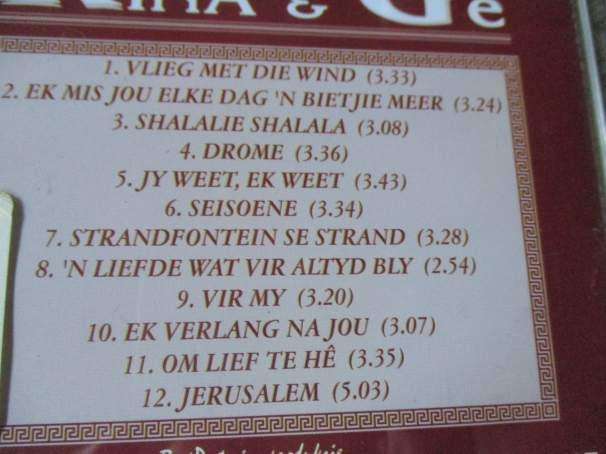 & Ge
1. VLIEG MET DIE WIND (3.33)
2. EK MIS JOU ELKE DAG 'N BIETJIE MEER (3.24)
3. SHALALIE SHALALA (3.08)
4. DROME (3.36)
5. JY WEET, EK WEET (3.43)
6. SEISOENE (3.34)
7. STRANDFONTEIN SE STRAND (3.28)
8. 'N LIEFDE WAT VIR ALTYD BLY (2.54)
9. VIR MY (3.20)
10. EK VERLANG NA JOU (3.07)
11. OM LIEF TE HÊ (3.35)
12. JERUSALEM (5.03)